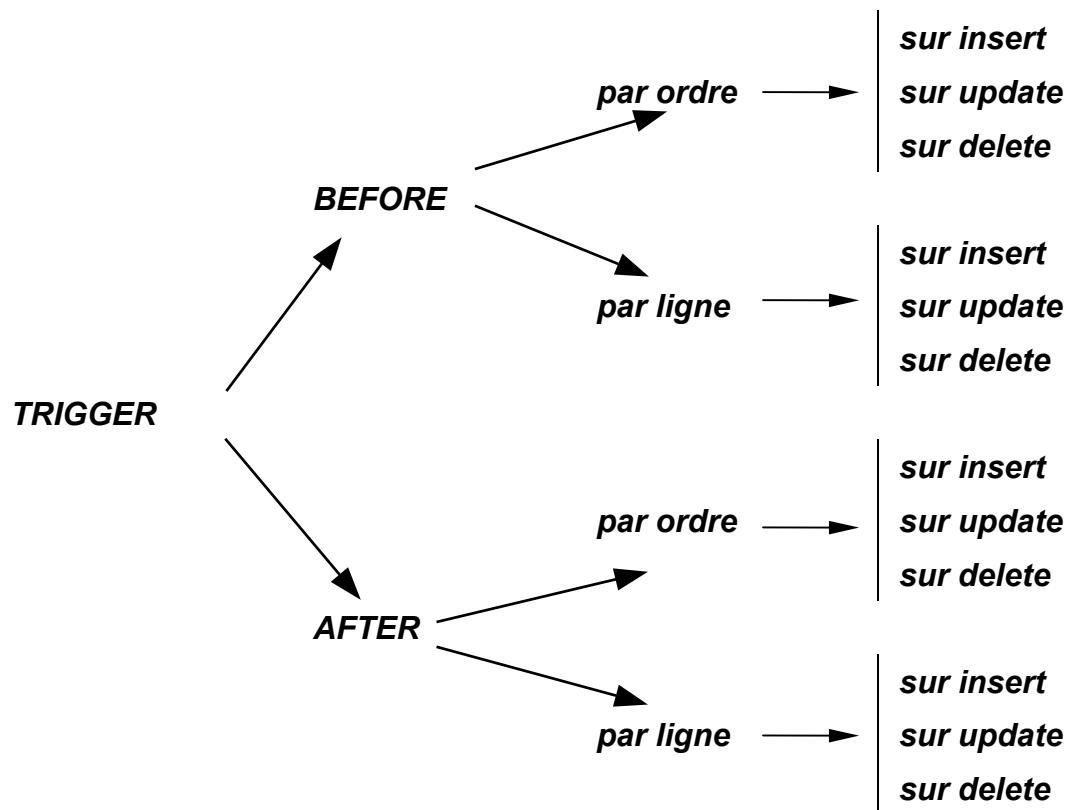 TRIGGER
BEFORE
par ordre
sur insert
sur update
sur delete
par ligne
sur insert
sur update
sur delete
AFTER
par ordre
sur insert
sur update
sur delete
par ligne
sur insert
sur update
sur delete